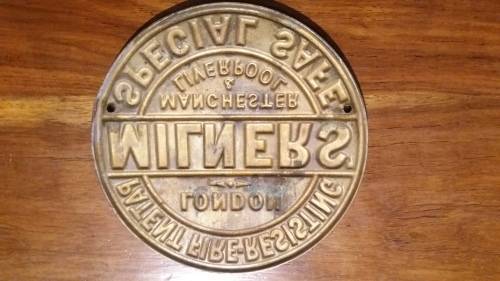 PATENT FIRE-RESISTING
LONDON
MILNERS'
MANCHESTER
&
LIVERPOOL
SPECIAL SAFE